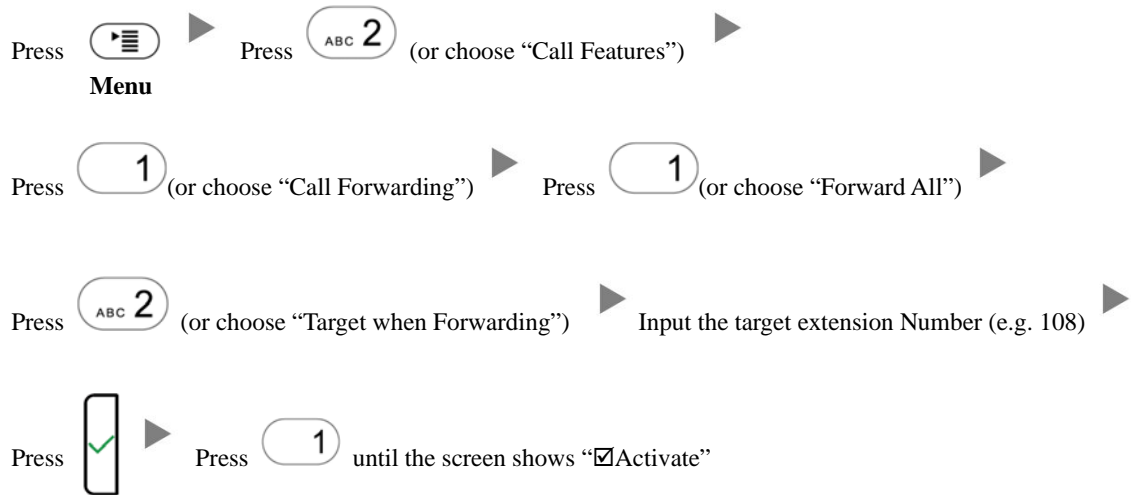 Press Press ABC 2 (or choose “Call Features”)
Menu
Press 1 (or choose “Call Forwarding”) Press 1 (or choose “Forward All”)
Press ABC 2 (or choose “Target when Forwarding”) Input the target extension Number (e.g. 108)
Press Press 1 until the screen shows “☑Activate”